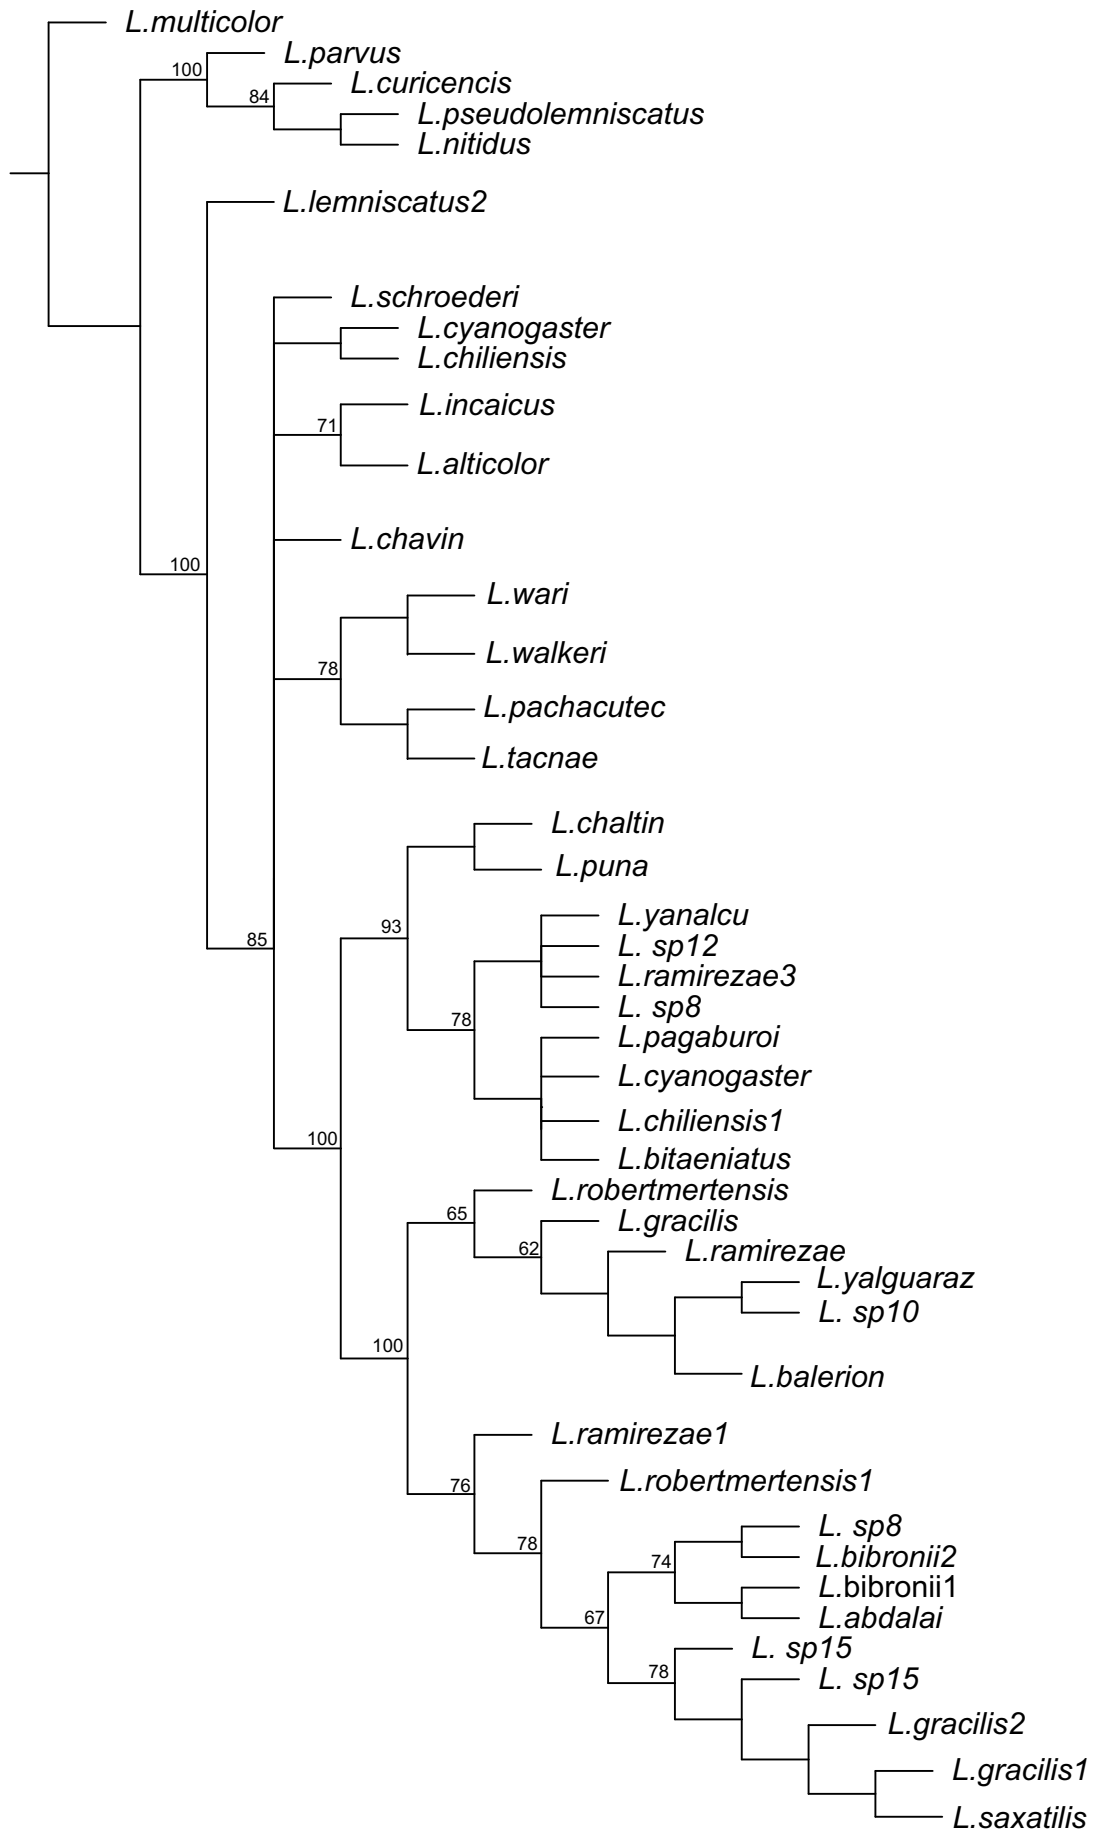 L.multicolor
L.parvus
100
L.curicencis
84
L.pseudolemniscatus
L.nitidus
L.lemniscatus2
L.schroederi
L.cyanogaster
L.chiliensis
L.incaicus
71
L.alticolor
L.chavin
100
L.wari
L.walkeri
78
L.pachacutec
L.tacnae
L.chaltin
L.puna
L.yanalcu
93
85
L. sp12
L.ramirezae3
L. sp8
78
L.pagaburoi
L.cyanogaster
L.chiliensis1
100
L.bitaeniatus
L.robertmertensis
65
L.gracilis
62
L.ramirezae
L.yalguaraz
L. sp10
100
L.balerion
L.ramirezae1
76
L.robertmertensis1
L. sp8
78
L.bibronii2
74
L.bibronii1
L.abdalai
67
L. sp15
78
L. sp15
L.gracilis2
L.gracilis1
L.saxatilis